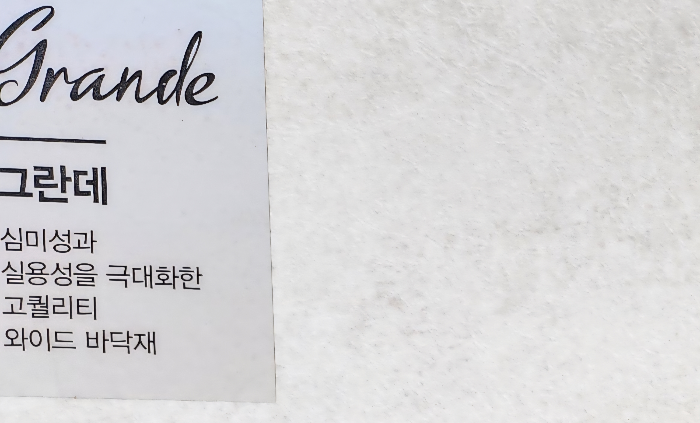 Grande
그란데
심미성과
실용성을 극대화한
고퀄리티
와이드 바닥재